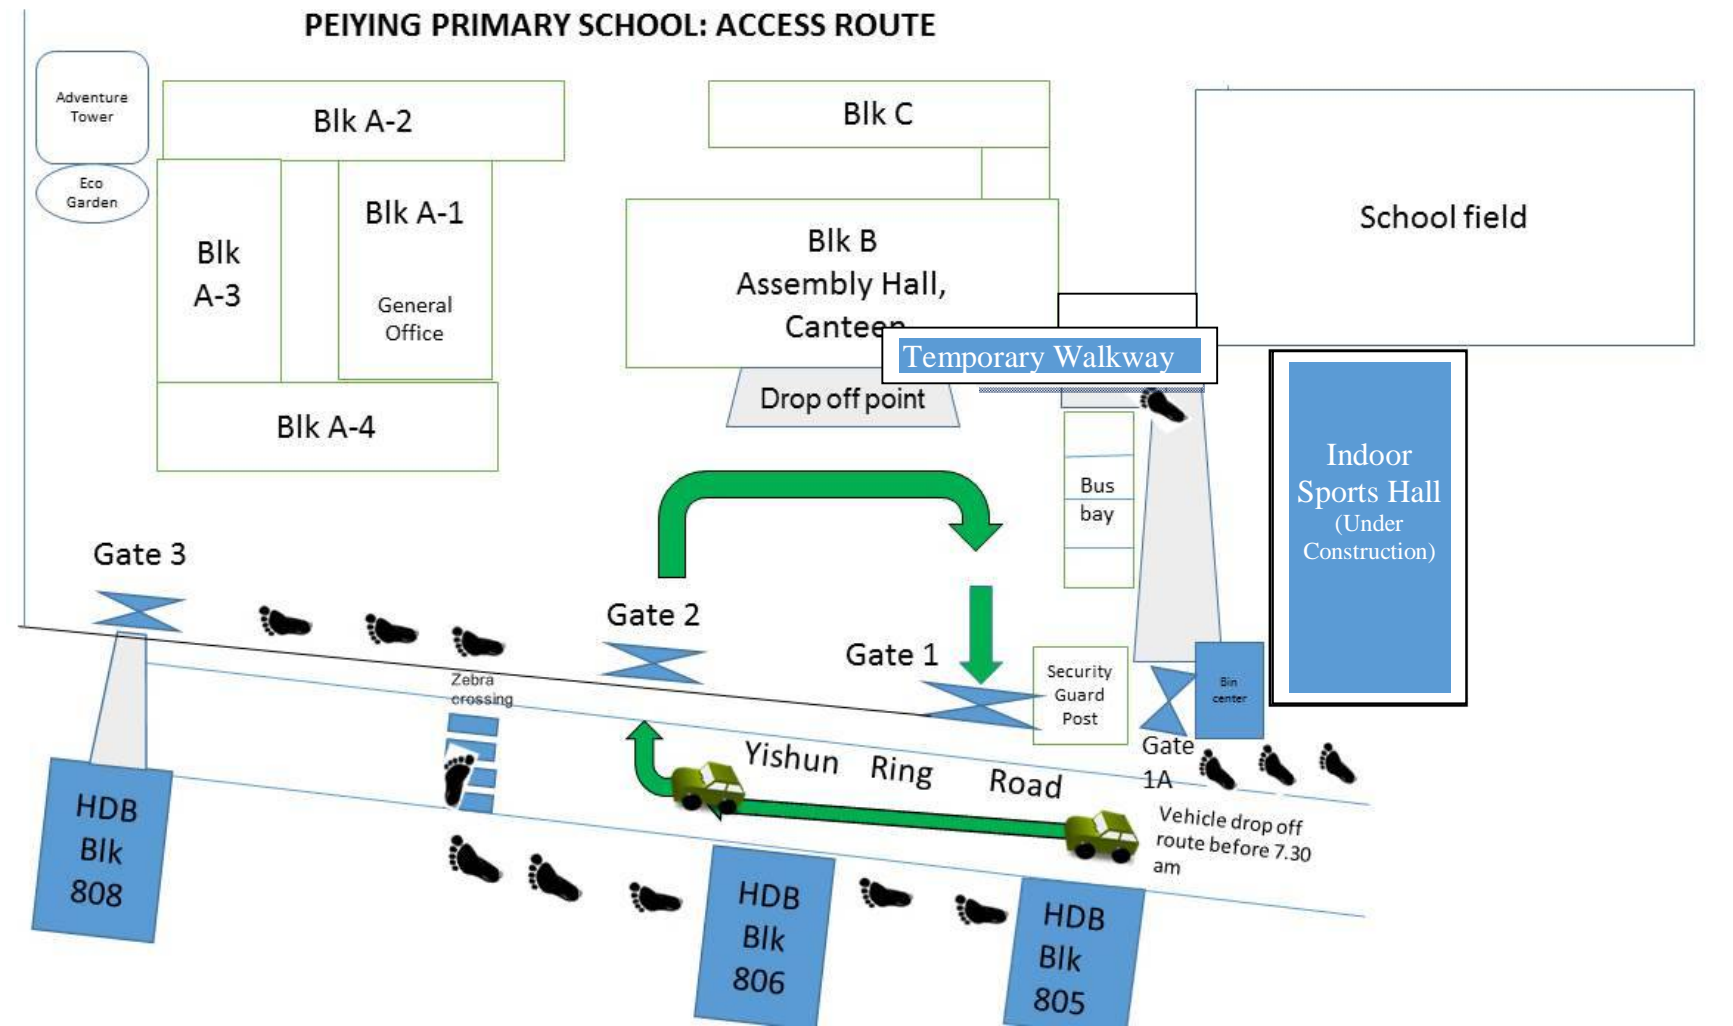 PEIYING PRIMARY SCHOOL: ACCESS ROUTE
Adventure
Tower
Eco
Garden
Blk A-2
Blk
A-3
Blk A-1
General
Office
Blk A-4
Blk C
Blk B
Assembly Hall,
Canteen
Temporary Walkway
Drop off point
School field
Bus
bay
Indoor
Sports Hall
(Under
Construction)
Gate 3
Gate 2
Gate 1
Security
Guard
Post
Bin
center
Gate
1A
Zebra
crossing
Yishun Ring Road
Vehicle drop off
route before 7.30
am
HDB
Blk
808
HDB
Blk
806
HDB
Blk
805